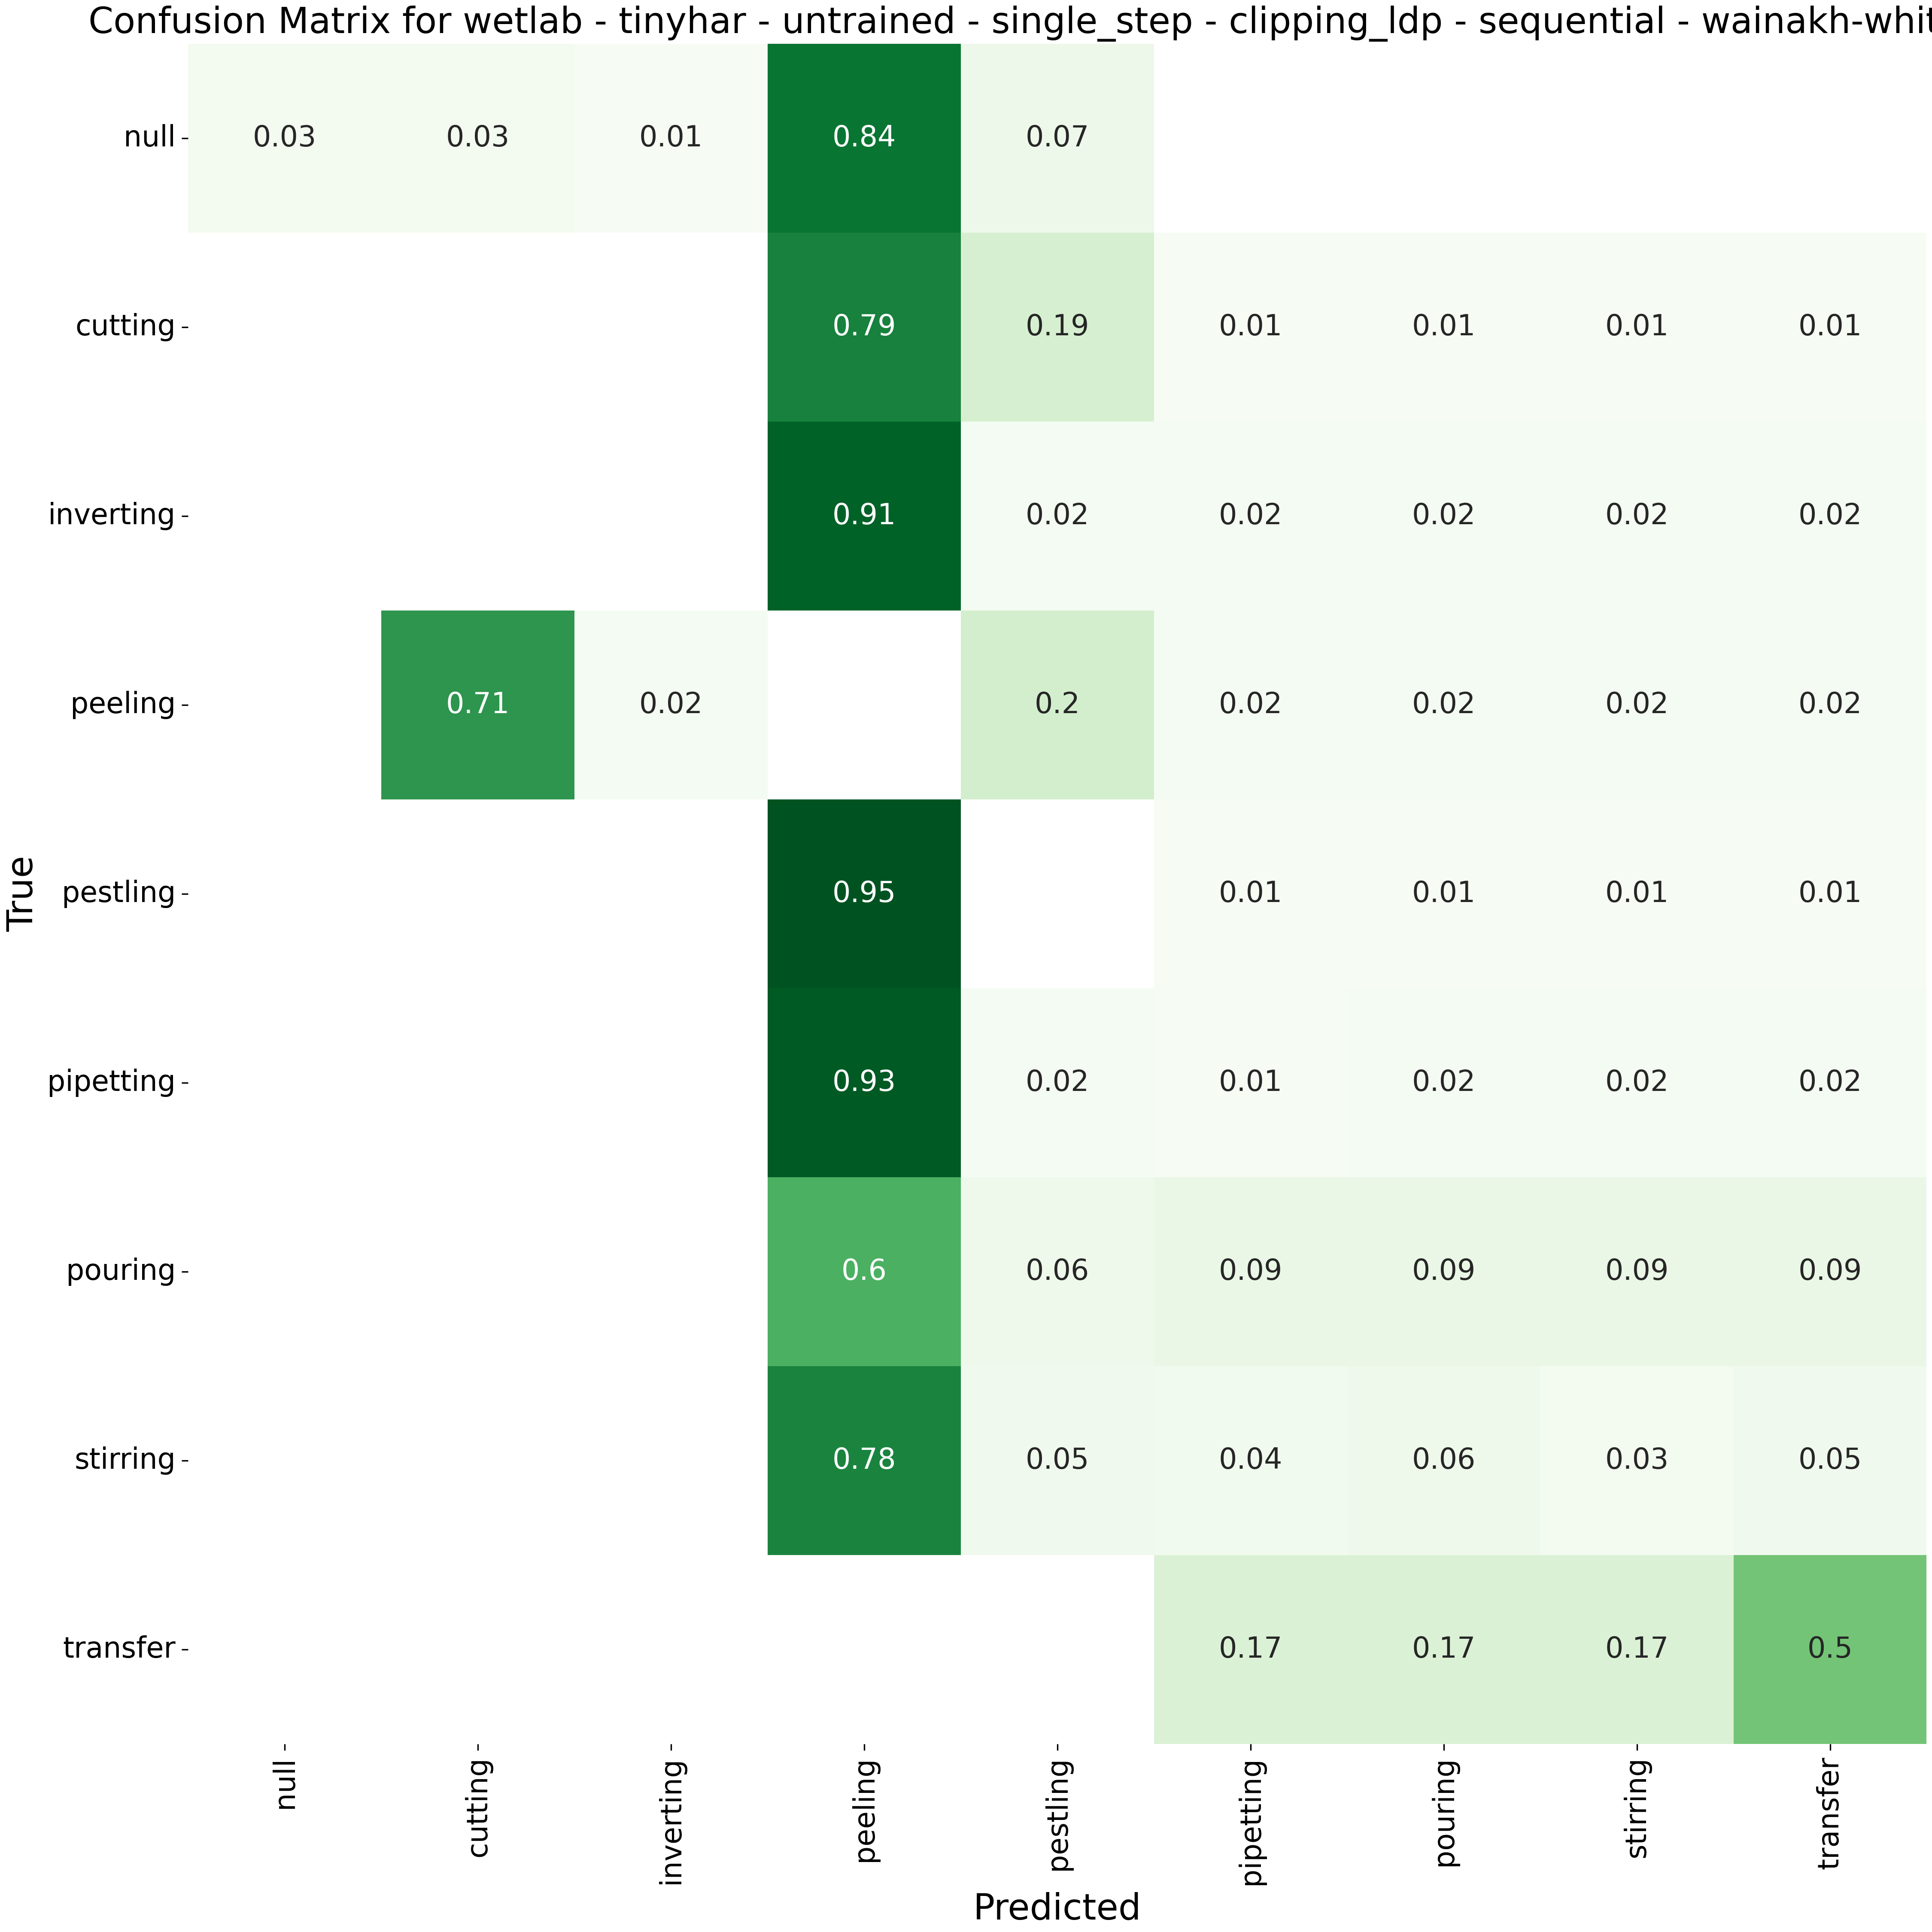 Confusion Matrix for wetlab - tinyhar - untrained - single_step - clipping_ldp - sequential - wainakh-whit
null 0.03 0.03 0.01 0.84 0.07
cutting 0.79 0.19 0.01 0.01 0.01 0.01
inverting 0.91 0.02 0.02 0.02 0.02 0.02
peeling 0.71 0.02 0.2 0.02 0.02 0.02 0.02
pestling 0.95 0.01 0.01 0.01 0.01
pipetting 0.93 0.02 0.01 0.02 0.02 0.02
pouring 0.6 0.06 0.09 0.09 0.09 0.09
stirring 0.78 0.05 0.04 0.06 0.03 0.05
transfer 0.17 0.17 0.17 0.5
True
null cutting inverting peeling pestling pipetting pouring stirring transfer
Predicted